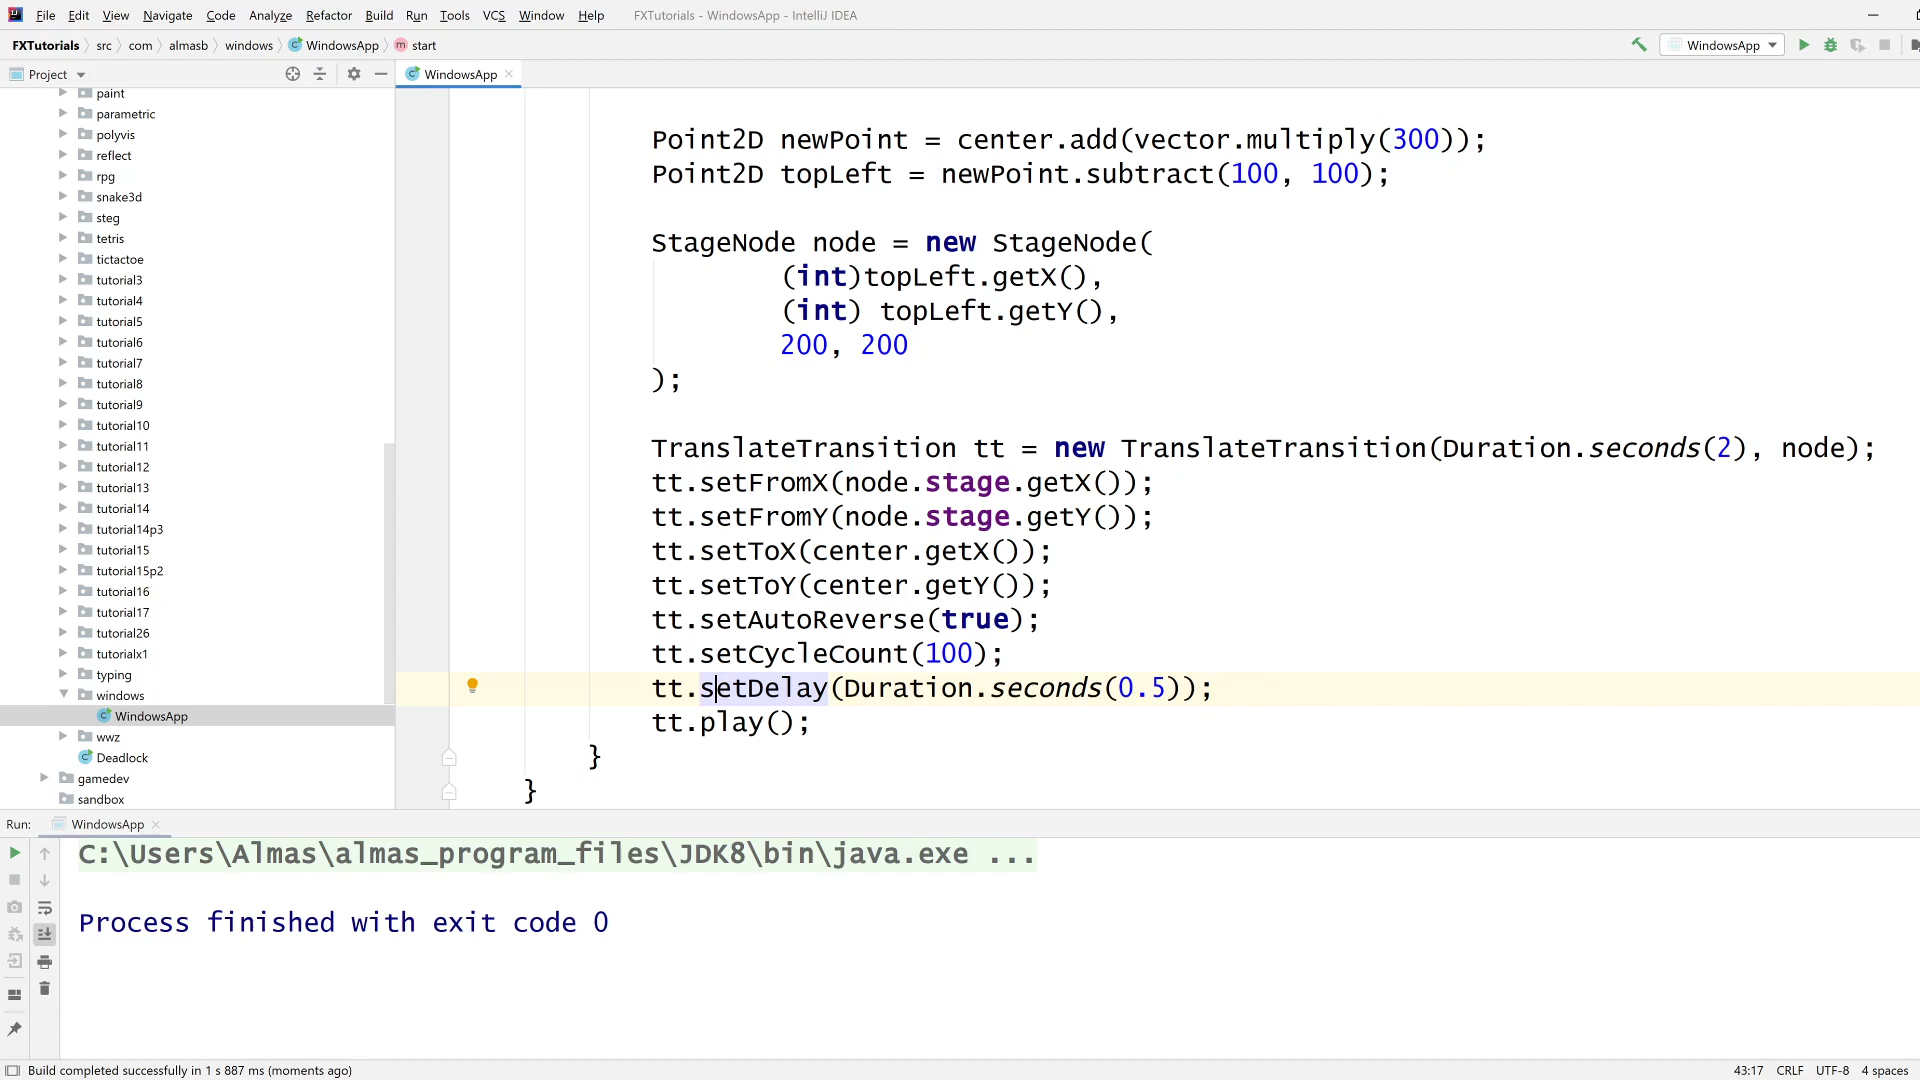 File Edit View Navigate Code Analyze Refactor Build Run Tools VCS Window Help FXTutorials - WindowsApp - IntelliJ IDEA
FXTutorials src com almasb windows WindowsApp start WindowsApp
Project WindowsApp
paint
parametric
polyvis
reflect
rpg
snake3d
steg
tetris
tictactoe
tutorial3
tutorial4
tutorial5
tutorial6
tutorial7
tutorial8
tutorial9
tutorial10
tutorial11
tutorial12
tutorial13
tutorial14
tutorial14p3
tutorial15
tutorial15p2
tutorial16
tutorial17
tutorial26
tutorialx1
typing
windows
WindowsApp
wwz
Deadlock
gamedev
sandbox
Point2D newPoint = center.add(vector.multiply(300));
Point2D topLeft = newPoint.subtract(100, 100);
StageNode node = new StageNode(
(int)topLeft.getX(),
(int) topLeft.getY(),
200, 200
);
TranslateTransition tt = new TranslateTransition(Duration.seconds(2), node);
tt.setFromX(node.stage.getX());
tt.setFromY(node.stage.getY());
tt.setToX(center.getX());
tt.setToY(center.getY());
tt.setAutoReverse(true);
tt.setCycleCount(100);
tt.setDelay(Duration.seconds(0.5));
tt.play();
}
}
Run: WindowsApp
C:\Users\Almas\almas_program_files\JDK8\bin\java.exe ...
Process finished with exit code 0
Build completed successfully in 1 s 887 ms (moments ago) 43:17 CRLF UTF-8 4 spaces